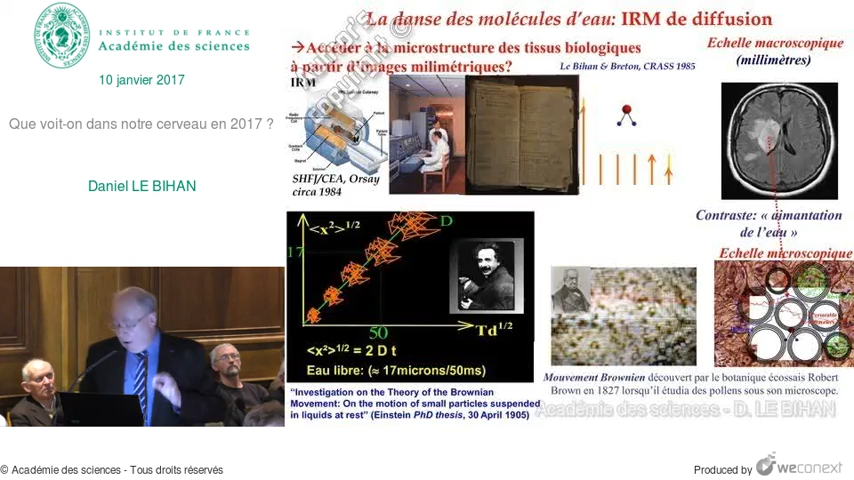 INSTITUT DE FRANCE
Académie des sciences
10 janvier 2017
Que voit-on dans notre cerveau en 2017 ?
Daniel LE BIHAN
La danse des molécules d'eau: IRM de diffusion
→Accéder à la microstructure des tissus biologiques
à partir d'images milimétriques?
Le Bihan & Breton, CRASS 1985
IRM
SHFJ/CEA, Orsay
circa 1984
Echelle macroscopique
(millimètres)
Contraste: « aimantation
de l'eau »
Echelle microscopique
<x²>1/2
D
17
50
Td1/2
<x²>1/2 = 2 D t
Eau libre: (≈ 17microns/50ms)
"Investigation on the Theory of the Brownian
Movement: On the motion of small particles suspended
in liquids at rest" (Einstein PhD thesis, 30 April 1905)
Mouvement Brownien découvert par le botanique écossais Robert
Brown en 1827 lorsqu'il étudia des pollens sous son microscope.
Académie des sciences - D. LE BIHAN
© Académie des sciences - Tous droits réservés
Produced by weconext